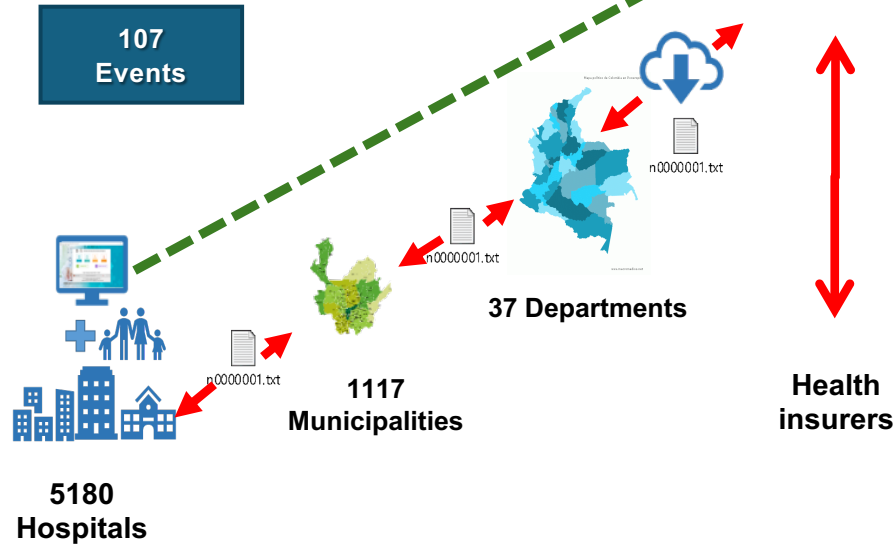 107
Events
n0000001.txt
n0000001.txt
37 Departments
n0000001.txt
1117
Municipalities
Health
insurers
5180
Hospitals